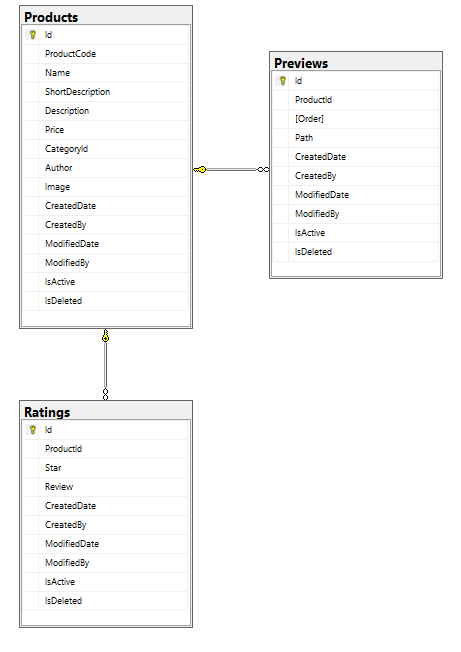 Products
Id
ProductCode
Name
ShortDescription
Description
Price
CategoryId
Author
Image
CreatedDate
CreatedBy
ModifiedDate
ModifiedBy
IsActive
IsDeleted
Previews
Id
ProductId
[Order]
Path
CreatedDate
CreatedBy
ModifiedDate
ModifiedBy
IsActive
IsDeleted
Ratings
Id
ProductId
Star
Review
CreatedDate
CreatedBy
ModifiedDate
ModifiedBy
IsActive
IsDeleted